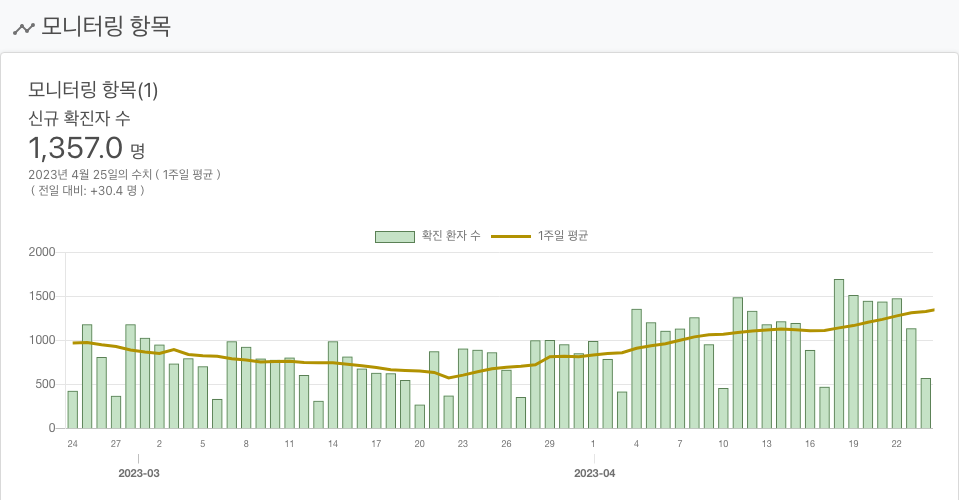 모니터링 항목
모니터링 항목(1)
신규 확진자 수
1,357.0 명
2023년 4월 25일의 수치 ( 1주일 평균 )
( 전일 대비: +30.4 명 )
확진 환자 수 1주일 평균
2000
1500
1000
500
0
24 27 2 5 8 11 14 17 20 23 26 29 1 4 7 10 13 16 19 22
2023-03 2023-04